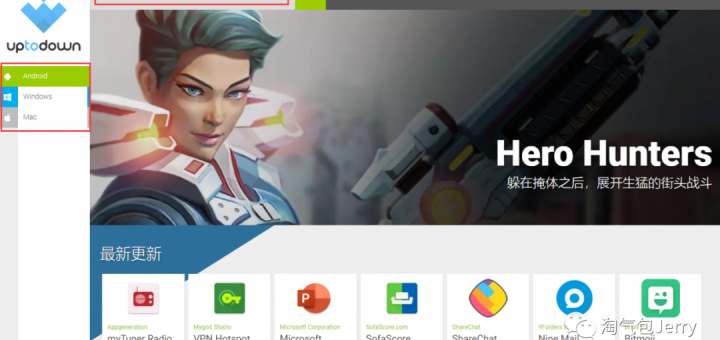 uptodown
Android
Windows
Mac
Hero Hunters
躲在掩体之后，展开生猛的街头战斗
最新更新
Appgeneration
myTuner Radio
Mygod Studio
VPN Hotspot
Microsoft Corporation
Microsoft
SofaScore.com
SofaScore
ShareChat
ShareChat
Nine Mail
Bitmoji
淘气包Jerry